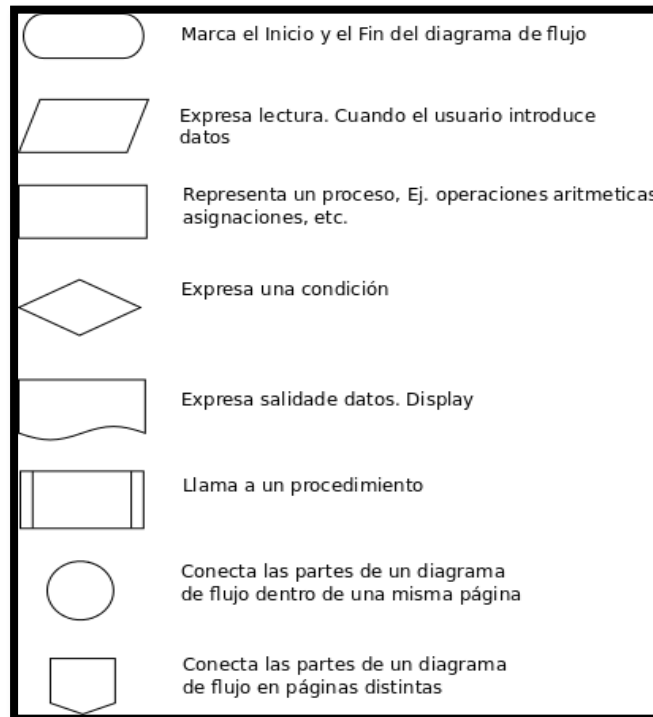 Marca el Inicio y el Fin del diagrama de flujo
Expresa lectura. Cuando el usuario introduce
datos
Representa un proceso, Ej. operaciones aritmeticas
asignaciones, etc.
Expresa una condición
Expresa salidade datos. Display
Llama a un procedimiento
Conecta las partes de un diagrama
de flujo dentro de una misma página
Conecta las partes de un diagrama
de flujo en páginas distintas